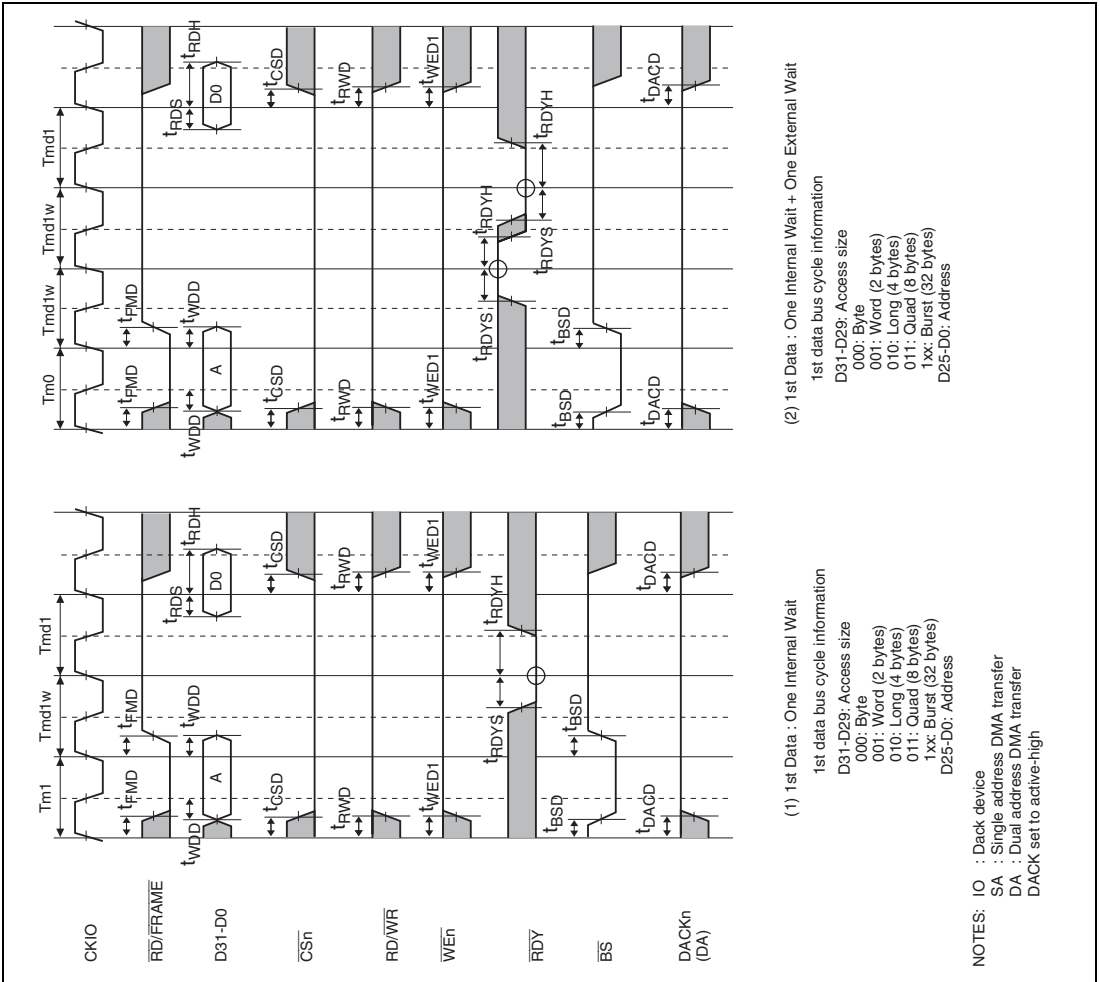 Tm1 Tmd1w Tmd1 Tm0 Tmd1w Tmd1w Tmd1
CKIO
tFMD tFMD tFMD tFMD
RD/FRAME
tWDD tWDD tRDS tRDH tWDD tWDD tRDS tRDH
D31-D0 A D0 A D0
tCSD tCSD tCSD tCSD
CSn
tRWD tRWD tRWD tRWD
RD/WR
tWED1 tWED1 tWED1 tWED1
WEn
tRDYS tRDYH tRDYS tRDYH tRDYS tRDYH
RDY
tBSD tBSD tBSD tBSD
BS
tDACD tDACD tDACD tDACD
DACKn
(DA)
(1) 1st Data : One Internal Wait
1st data bus cycle information
D31-D29: Access size
000: Byte
001: Word (2 bytes)
010: Long (4 bytes)
011: Quad (8 bytes)
1xx: Burst (32 bytes)
D25-D0: Address
(2) 1st Data : One Internal Wait + One External Wait
1st data bus cycle information
D31-D29: Access size
000: Byte
001: Word (2 bytes)
010: Long (4 bytes)
011: Quad (8 bytes)
1xx: Burst (32 bytes)
D25-D0: Address
NOTES: IO : Dack device
SA : Single address DMA transfer
DA : Dual address DMA transfer
DACK set to active-high